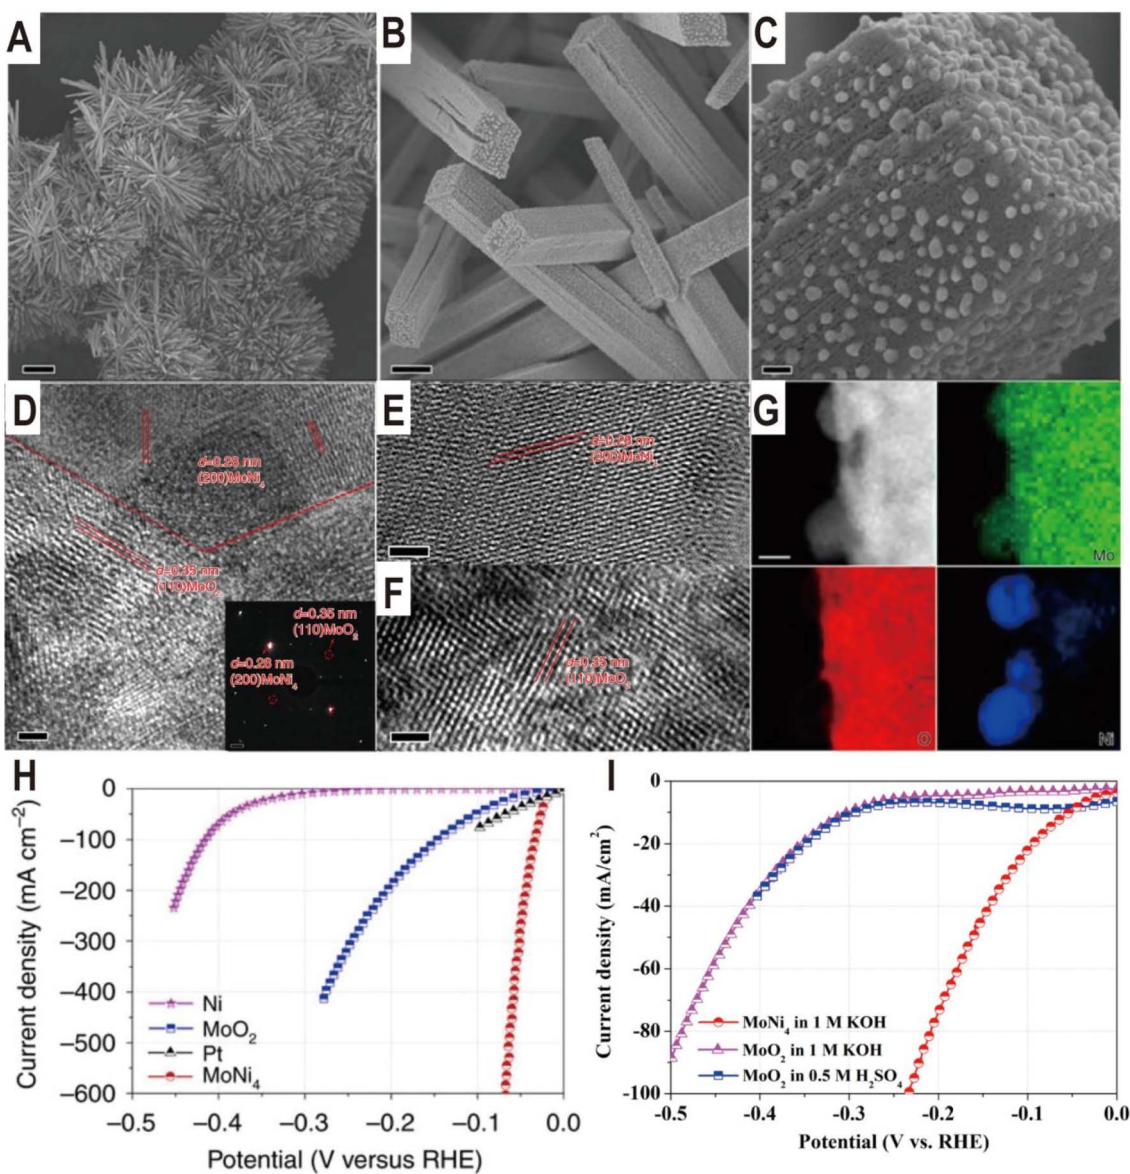 A
B
C
D
d=0.28 nm
(200)MoNi4
d=0.35 nm
(110)MoO2
d=0.35 nm
(110)MoO2
d=0.28 nm
(200)MoNi4
E
d=0.28 nm
(200)MoNi4
F
d=0.35 nm
(110)MoO2
G
Mo
O
Ni
H
Current density (mA cm–2)
0
–100
–200
–300
–400
–500
–600
Ni
MoO2
Pt
MoNi4
–0.5
–0.4
–0.3
–0.2
–0.1
0.0
Potential (V versus RHE)
I
Current density (mA/cm2)
0
-20
-40
-60
-80
-100
MoNi4 in 1 M KOH
MoO2 in 1 M KOH
MoO2 in 0.5 M H2SO4
-0.5
-0.4
-0.3
-0.2
-0.1
0.0
Potential (V vs. RHE)